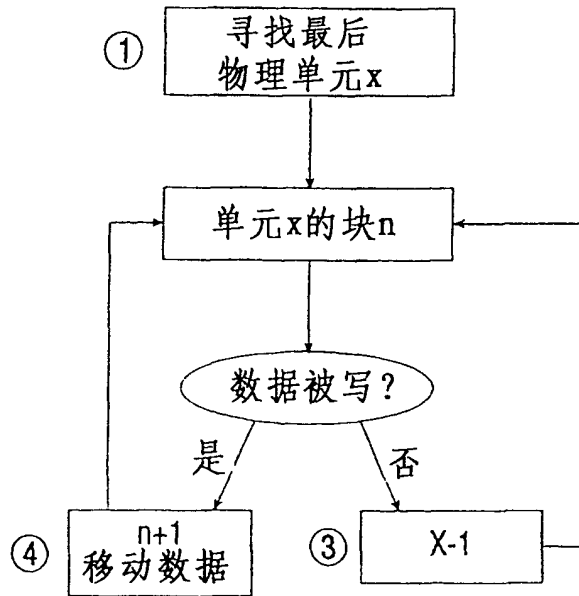 ①
寻找最后
物理单元x
单元x的块n
数据被写？
是
否
④
n+1
移动数据
③
X-1